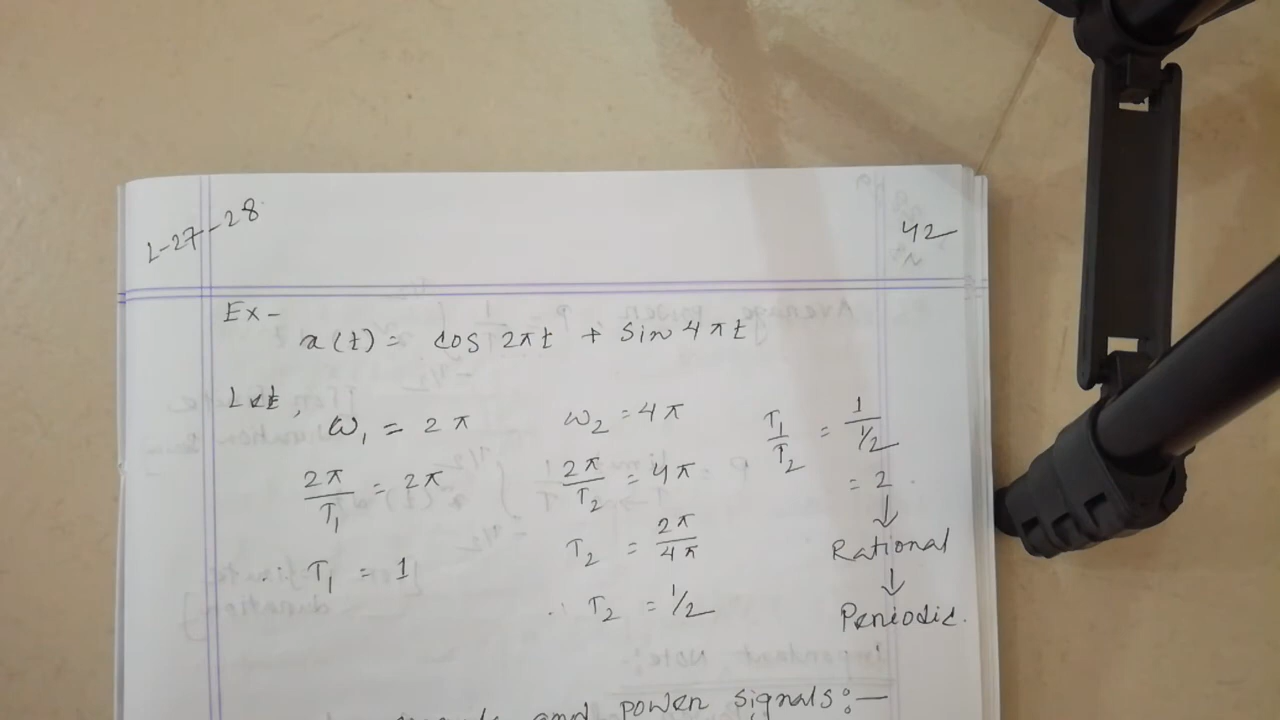 L-27-28
42
Ex-
x(t) = cos 2πt + sin 4πt
Let,
ω₁ = 2π
2π/T₁ = 2π
∴ T₁ = 1
ω₂ = 4π
2π/T₂ = 4π
T₂ = 2π/4π
∴ T₂ = 1/2
T₁/T₂ = 1/1/2
= 2
↓
Rational
↓
Periodic.
and power signals:—